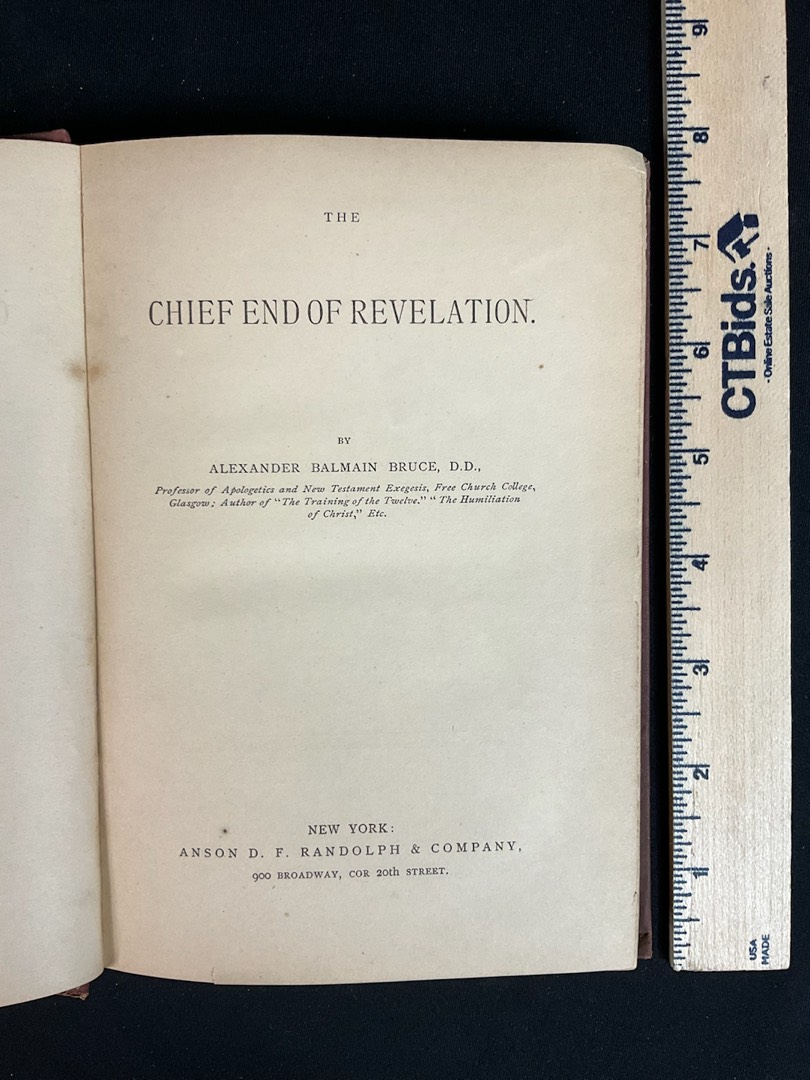 THE
CHIEF END OF REVELATION.
BY
ALEXANDER BALMAIN BRUCE, D.D.,
Professor of Apologetics and New Testament Exegesis, Free Church College,
Glasgow; Author of "The Training of the Twelve." "The Humiliation
of Christ," Etc.
NEW YORK:
ANSON D. F. RANDOLPH & COMPANY,
900 BROADWAY, COR 20th STREET.
9
8
7
6
5
4
3
2
1
CTBids.
- Online Estate Sale Auctions -
USA
MADE